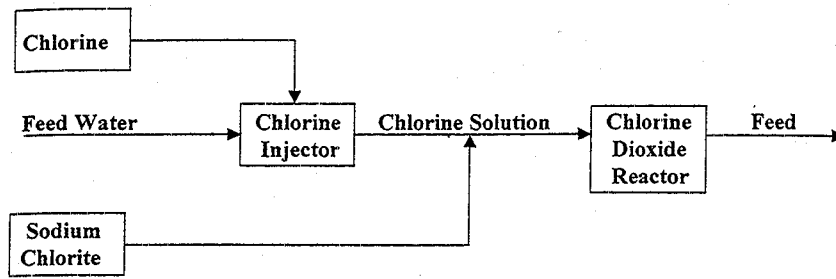 Chlorine
Feed Water
Chlorine
Injector
Chlorine Solution
Chlorine
Dioxide
Reactor
Feed
Sodium
Chlorite